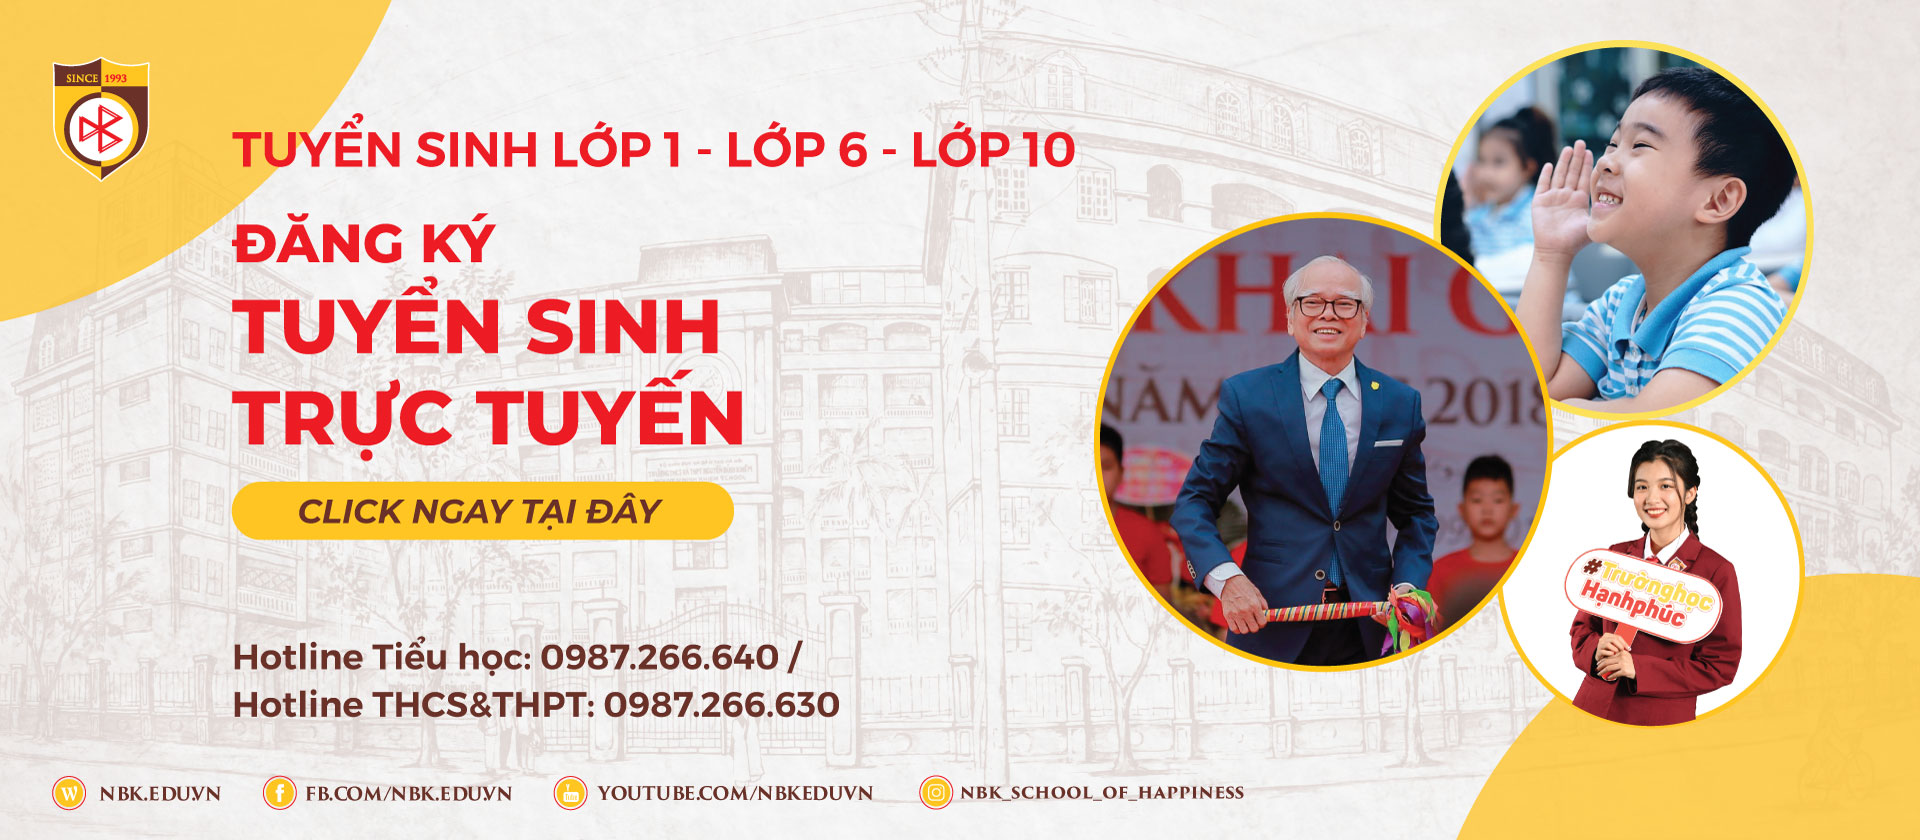 SINCE 1993
TUYỂN SINH LỚP 1 - LỚP 6 - LỚP 10
ĐĂNG KÝ
TUYỂN SINH
TRỰC TUYẾN
CLICK NGAY TẠI ĐÂY
Hotline Tiểu học: 0987.266.640 /
Hotline THCS&THPT: 0987.266.630
KHAI G
NĂM 2018
#Trườnghọc
Hạnhphúc
NBK.EDU.VN
FB.COM/NBK.EDU.VN
YOUTUBE.COM/NBKEDUVN
NBK_SCHOOL_OF_HAPPINESS